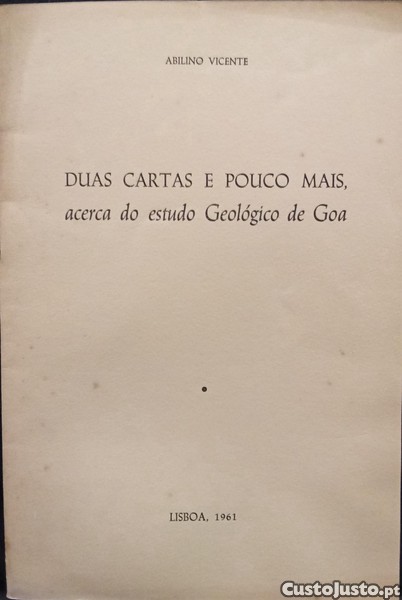 ABILINO VICENTE
DUAS CARTAS E POUCO MAIS,
acerca do estudo Geológico de Goa
LISBOA, 1961
CustoJusto.pt